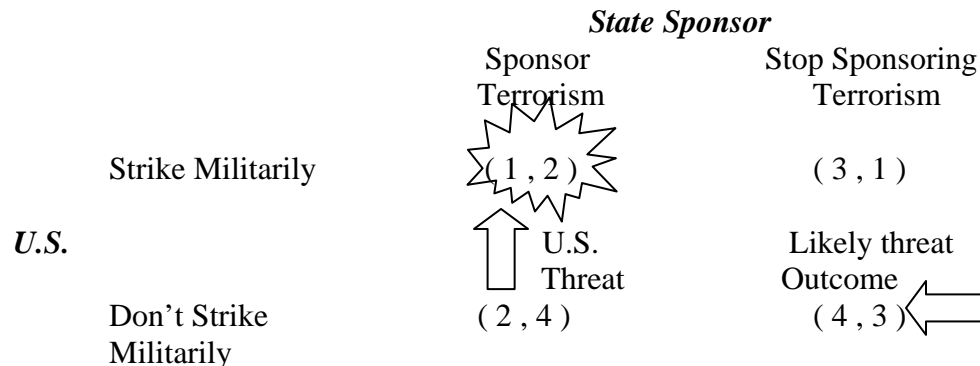 State Sponsor
Sponsor Stop Sponsoring
Terrorism Terrorism
Strike Militarily ( 1 , 2 ) ( 3 , 1 )
U.S. U.S. Likely threat
Threat Outcome
Don’t Strike ( 2 , 4 ) ( 4 , 3 )
Militarily